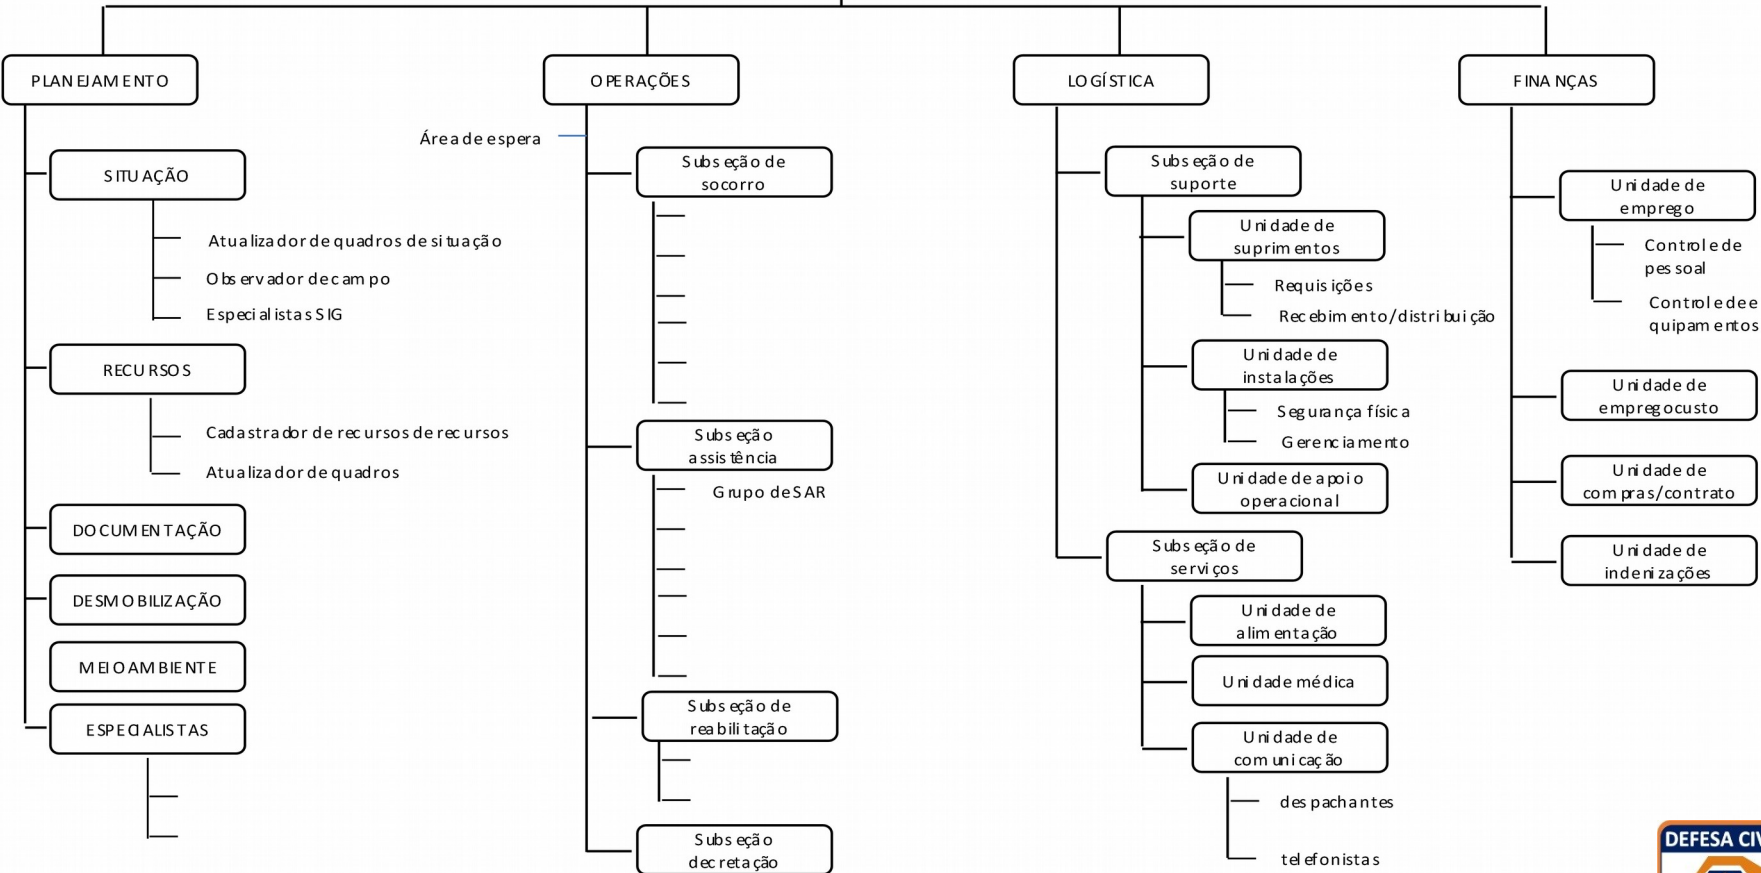 PLANEJAMENTO
SITUAÇÃO
Atualizador de quadros de situação
Observador de campo
Especialistas SIG
RECURSOS
Cadastrador de recursos de recursos
Atualizador de quadros
DOCUMENTAÇÃO
DESMOBILIZAÇÃO
MEIO AMBIENTE
ESPECIALISTAS
OPERAÇÕES
Área de espera
Subseção de
socorro
Subseção
assistência
Grupo de SAR
Subseção de
reabilitação
Subseção
decretação
LOGÍSTICA
Subseção de
suporte
Unidade de
suprimentos
Requisições
Recebimento/distribuição
Unidade de
instalações
Segurança física
Gerenciamento
Unidade de apoio
operacional
Subseção de
serviços
Unidade de
alimentação
Unidade médica
Unidade de
comunicação
despachantes
telefonistas
FINANÇAS
Unidade de
emprego
Controle de
pessoal
Controle de e
quipamentos
Unidade de
emprego custo
Unidade de
compras/contrato
Unidade de
indenizações
DEFESA CIV